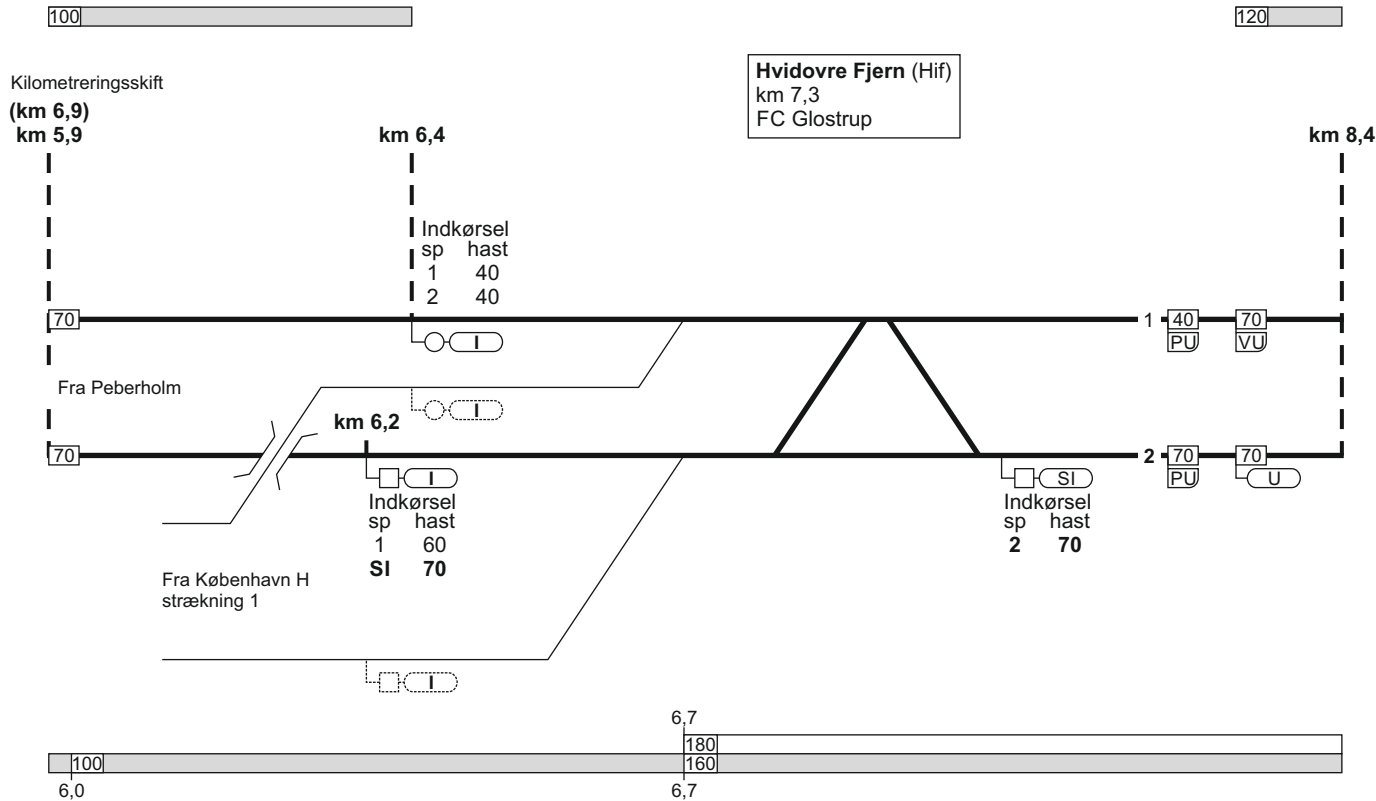 100
120
Kilometreringsskift
(km 6,9)
km 5,9
km 6,4
Hvidovre Fjern (Hif)
km 7,3
FC Glostrup
km 8,4
Indkørsel
sp hast
1 40
2 40
70
1
40
70
I
PU
VU
Fra Peberholm
I
km 6,2
70
2
70
70
I
SI
PU
U
Indkørsel
sp hast
1 60
SI 70
Indkørsel
sp hast
2 70
Fra København H
strækning 1
I
6,7
180
100
160
6,0
6,7